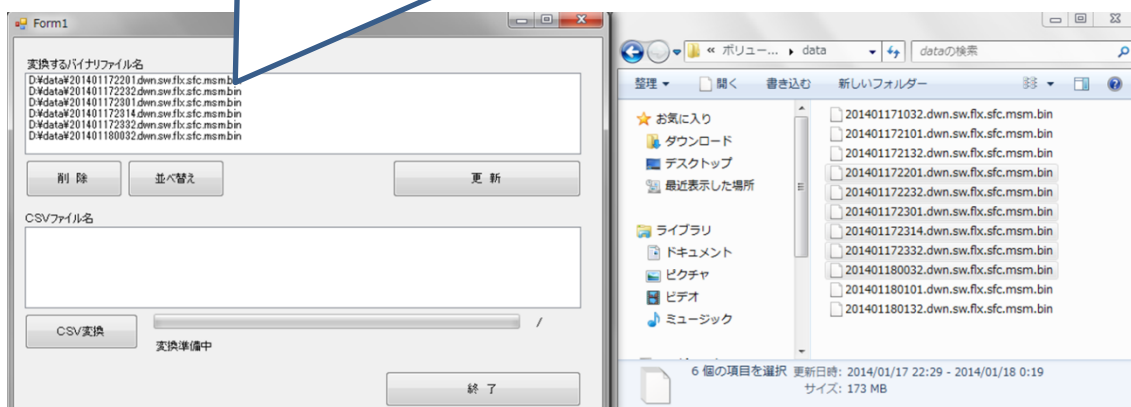 Form1
変換するバイナリファイル名
D:¥data¥201401172201.dwn.sw.flx.sfc.msm.bin
D:¥data¥201401172232.dwn.sw.flx.sfc.msm.bin
D:¥data¥201401172301.dwn.sw.flx.sfc.msm.bin
D:¥data¥201401172314.dwn.sw.flx.sfc.msm.bin
D:¥data¥201401172332.dwn.sw.flx.sfc.msm.bin
D:¥data¥201401180032.dwn.sw.flx.sfc.msm.bin
削 除 並べ替え 更 新
CSVファイル名
CSV変換 /
変換準備中
終 了
« ボリュー... ▸ data dataの検索
整理 開く 書き込む 新しいフォルダー
お気に入り
ダウンロード
デスクトップ
最近表示した場所
ライブラリ
ドキュメント
ピクチャ
ビデオ
ミュージック
201401171032.dwn.sw.flx.sfc.msm.bin
201401172101.dwn.sw.flx.sfc.msm.bin
201401172132.dwn.sw.flx.sfc.msm.bin
201401172201.dwn.sw.flx.sfc.msm.bin
201401172232.dwn.sw.flx.sfc.msm.bin
201401172301.dwn.sw.flx.sfc.msm.bin
201401172314.dwn.sw.flx.sfc.msm.bin
201401172332.dwn.sw.flx.sfc.msm.bin
201401180032.dwn.sw.flx.sfc.msm.bin
201401180101.dwn.sw.flx.sfc.msm.bin
201401180132.dwn.sw.flx.sfc.msm.bin
6 個の項目を選択 更新日時: 2014/01/17 22:29 - 2014/01/18 0:19
サイズ: 173 MB